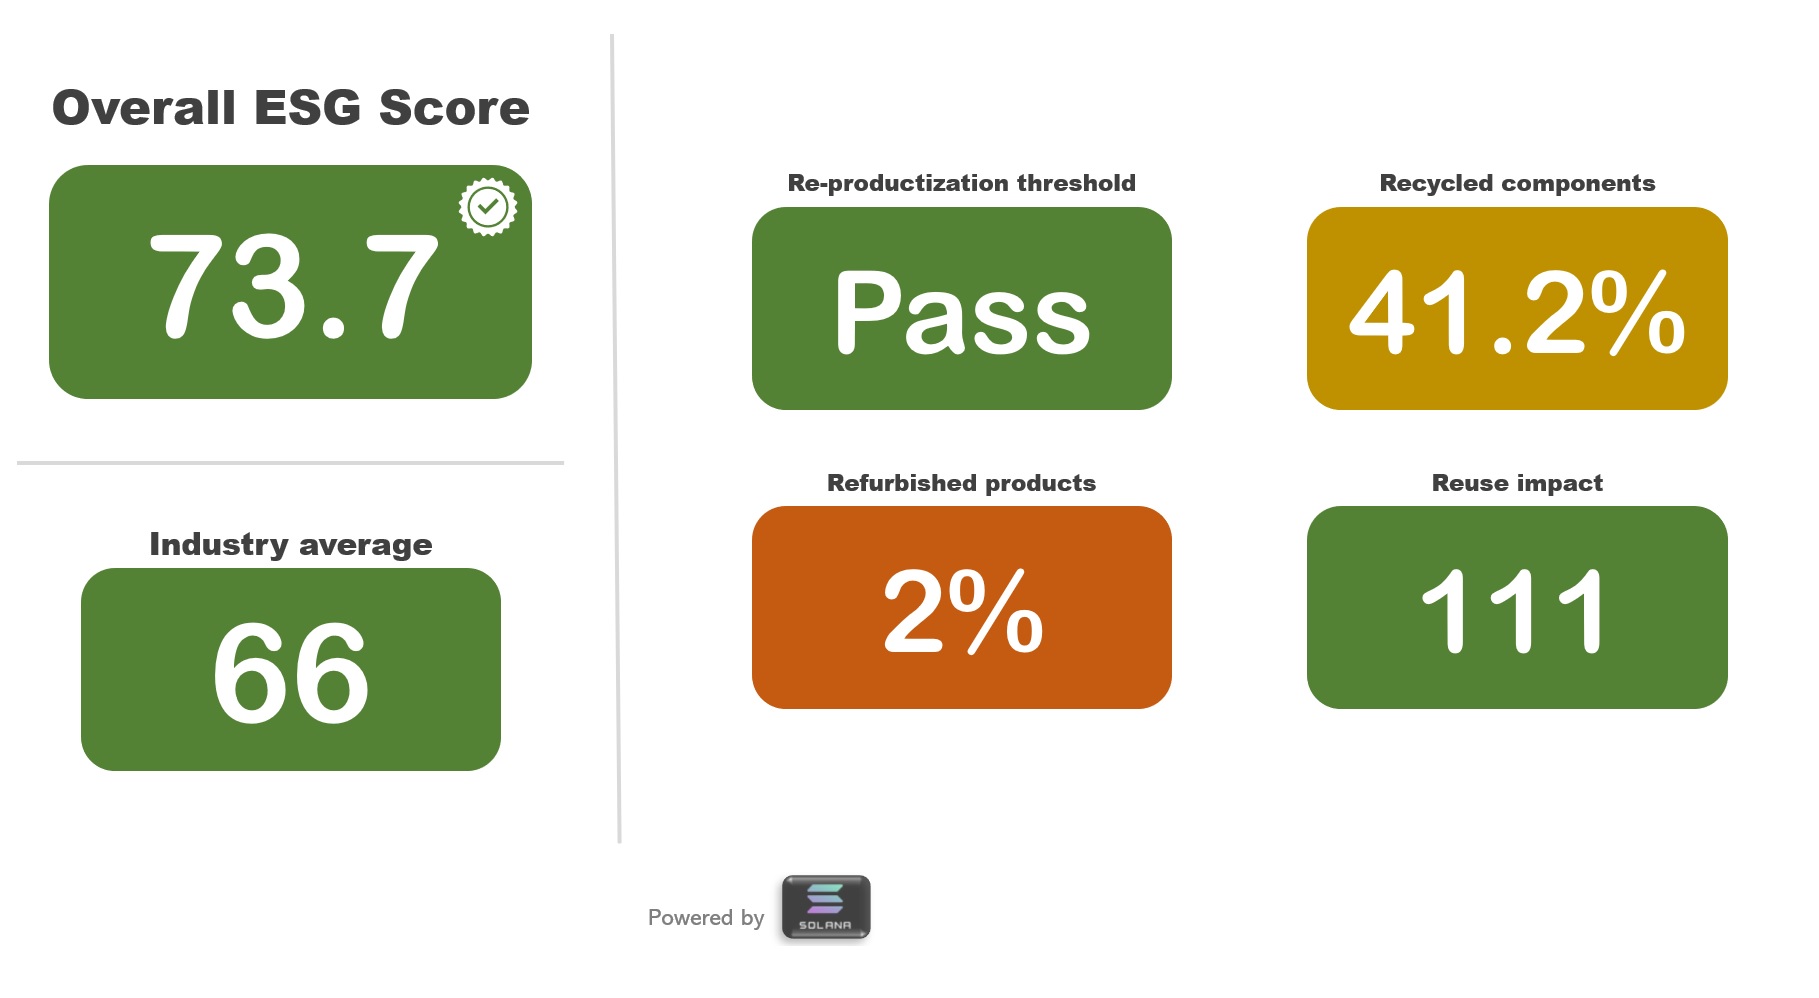 Overall ESG Score
73.7
Industry average
66
Re-productization threshold
Pass
Recycled components
41.2%
Refurbished products
2%
Reuse impact
111
Powered by
SOLANA